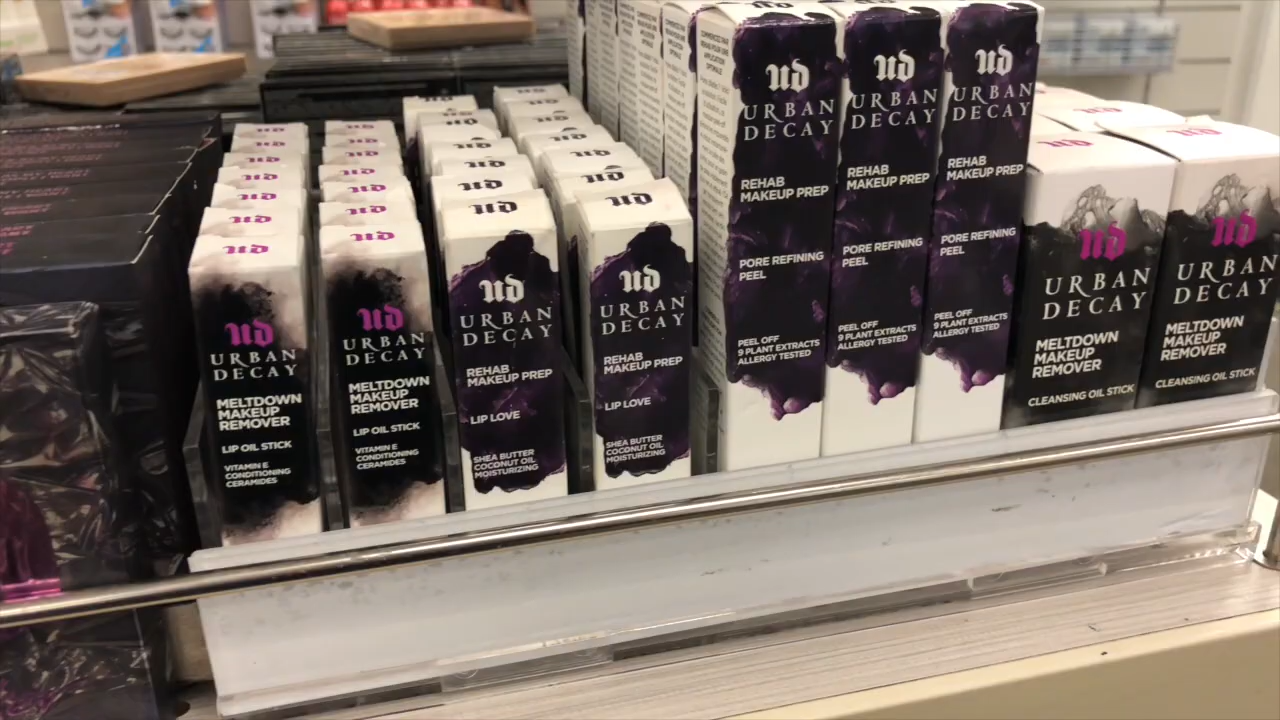 ud
URBAN
DECAY
MELTDOWN
MAKEUP
REMOVER
LIP OIL STICK
VITAMIN E
CONDITIONING
CERAMIDES
ud
URBAN
DECAY
MELTDOWN
MAKEUP
REMOVER
LIP OIL STICK
VITAMIN E
CONDITIONING
CERAMIDES
ud
URBAN
DECAY
REHAB
MAKEUP PREP
LIP LOVE
SHEA BUTTER
COCONUT OIL
MOISTURIZING
ud
URBAN
DECAY
REHAB
MAKEUP PREP
LIP LOVE
SHEA BUTTER
COCONUT OIL
MOISTURIZING
ud
URBAN
DECAY
REHAB
MAKEUP PREP
PORE REFINING
PEEL
PEEL OFF
9 PLANT EXTRACTS
ALLERGY TESTED
ud
URBAN
DECAY
REHAB
MAKEUP PREP
PORE REFINING
PEEL
PEEL OFF
9 PLANT EXTRACTS
ALLERGY TESTED
ud
URBAN
DECAY
REHAB
MAKEUP PREP
PORE REFINING
PEEL
PEEL OFF
9 PLANT EXTRACTS
ALLERGY TESTED
ud
URBAN
DECAY
MELTDOWN
MAKEUP
REMOVER
CLEANSING OIL STICK
ud
URBAN
DECAY
MELTDOWN
MAKEUP
REMOVER
CLEANSING OIL STICK